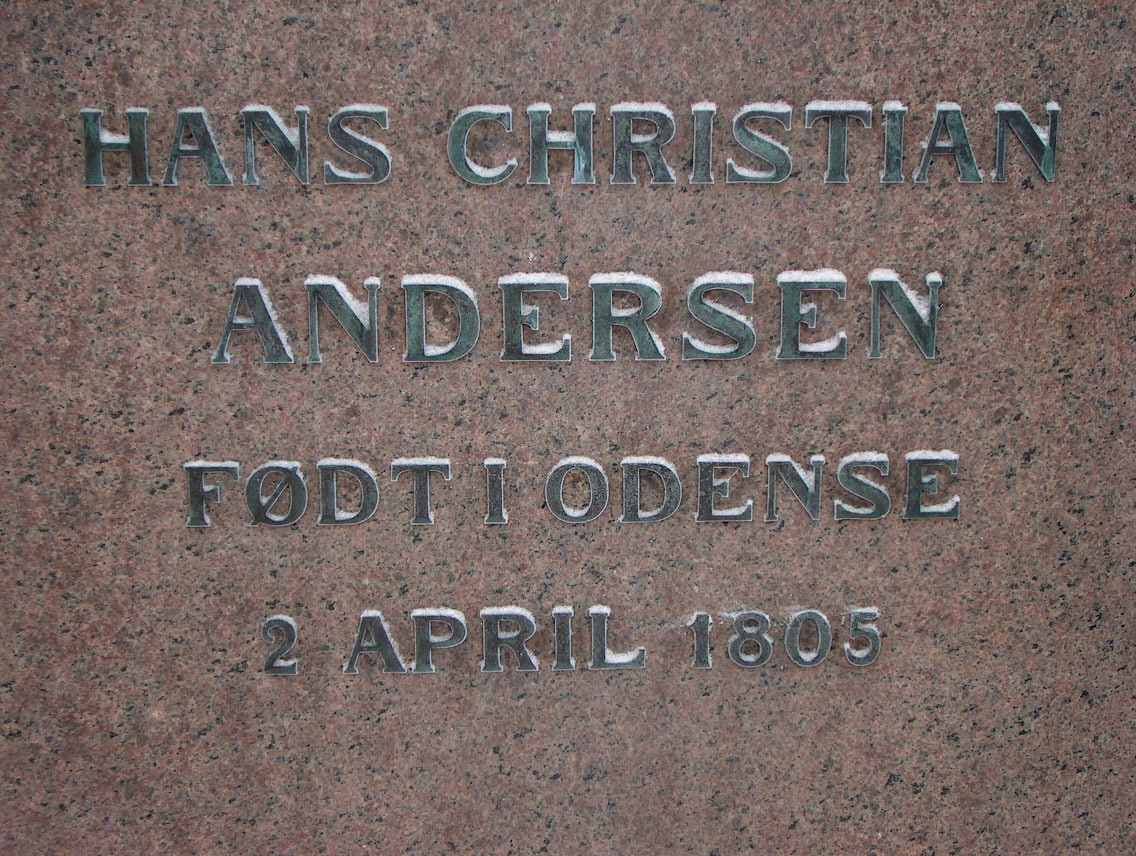 HANS CHRISTIAN
ANDERSEN
FØDT I ODENSE
2 APRIL 1805